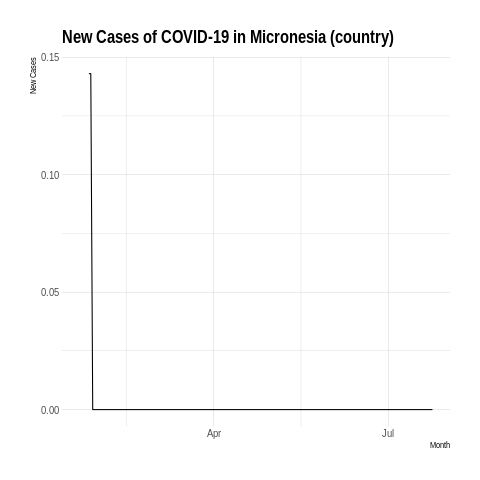 New Cases of COVID-19 in Micronesia (country)
New Cases
0.15
0.10
0.05
0.00
Apr
Jul
Month